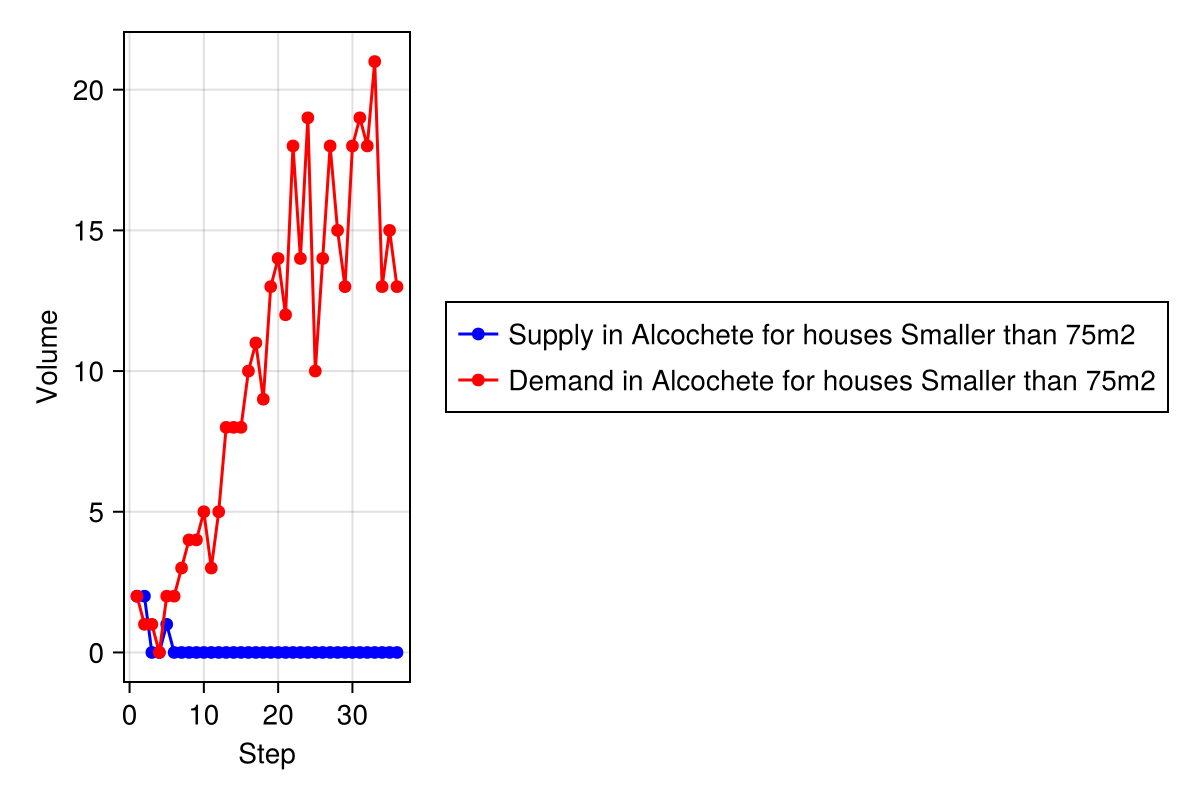 20
15
10
5
0
Volume
0 10 20 30
Step
Supply in Alcochete for houses Smaller than 75m2
Demand in Alcochete for houses Smaller than 75m2